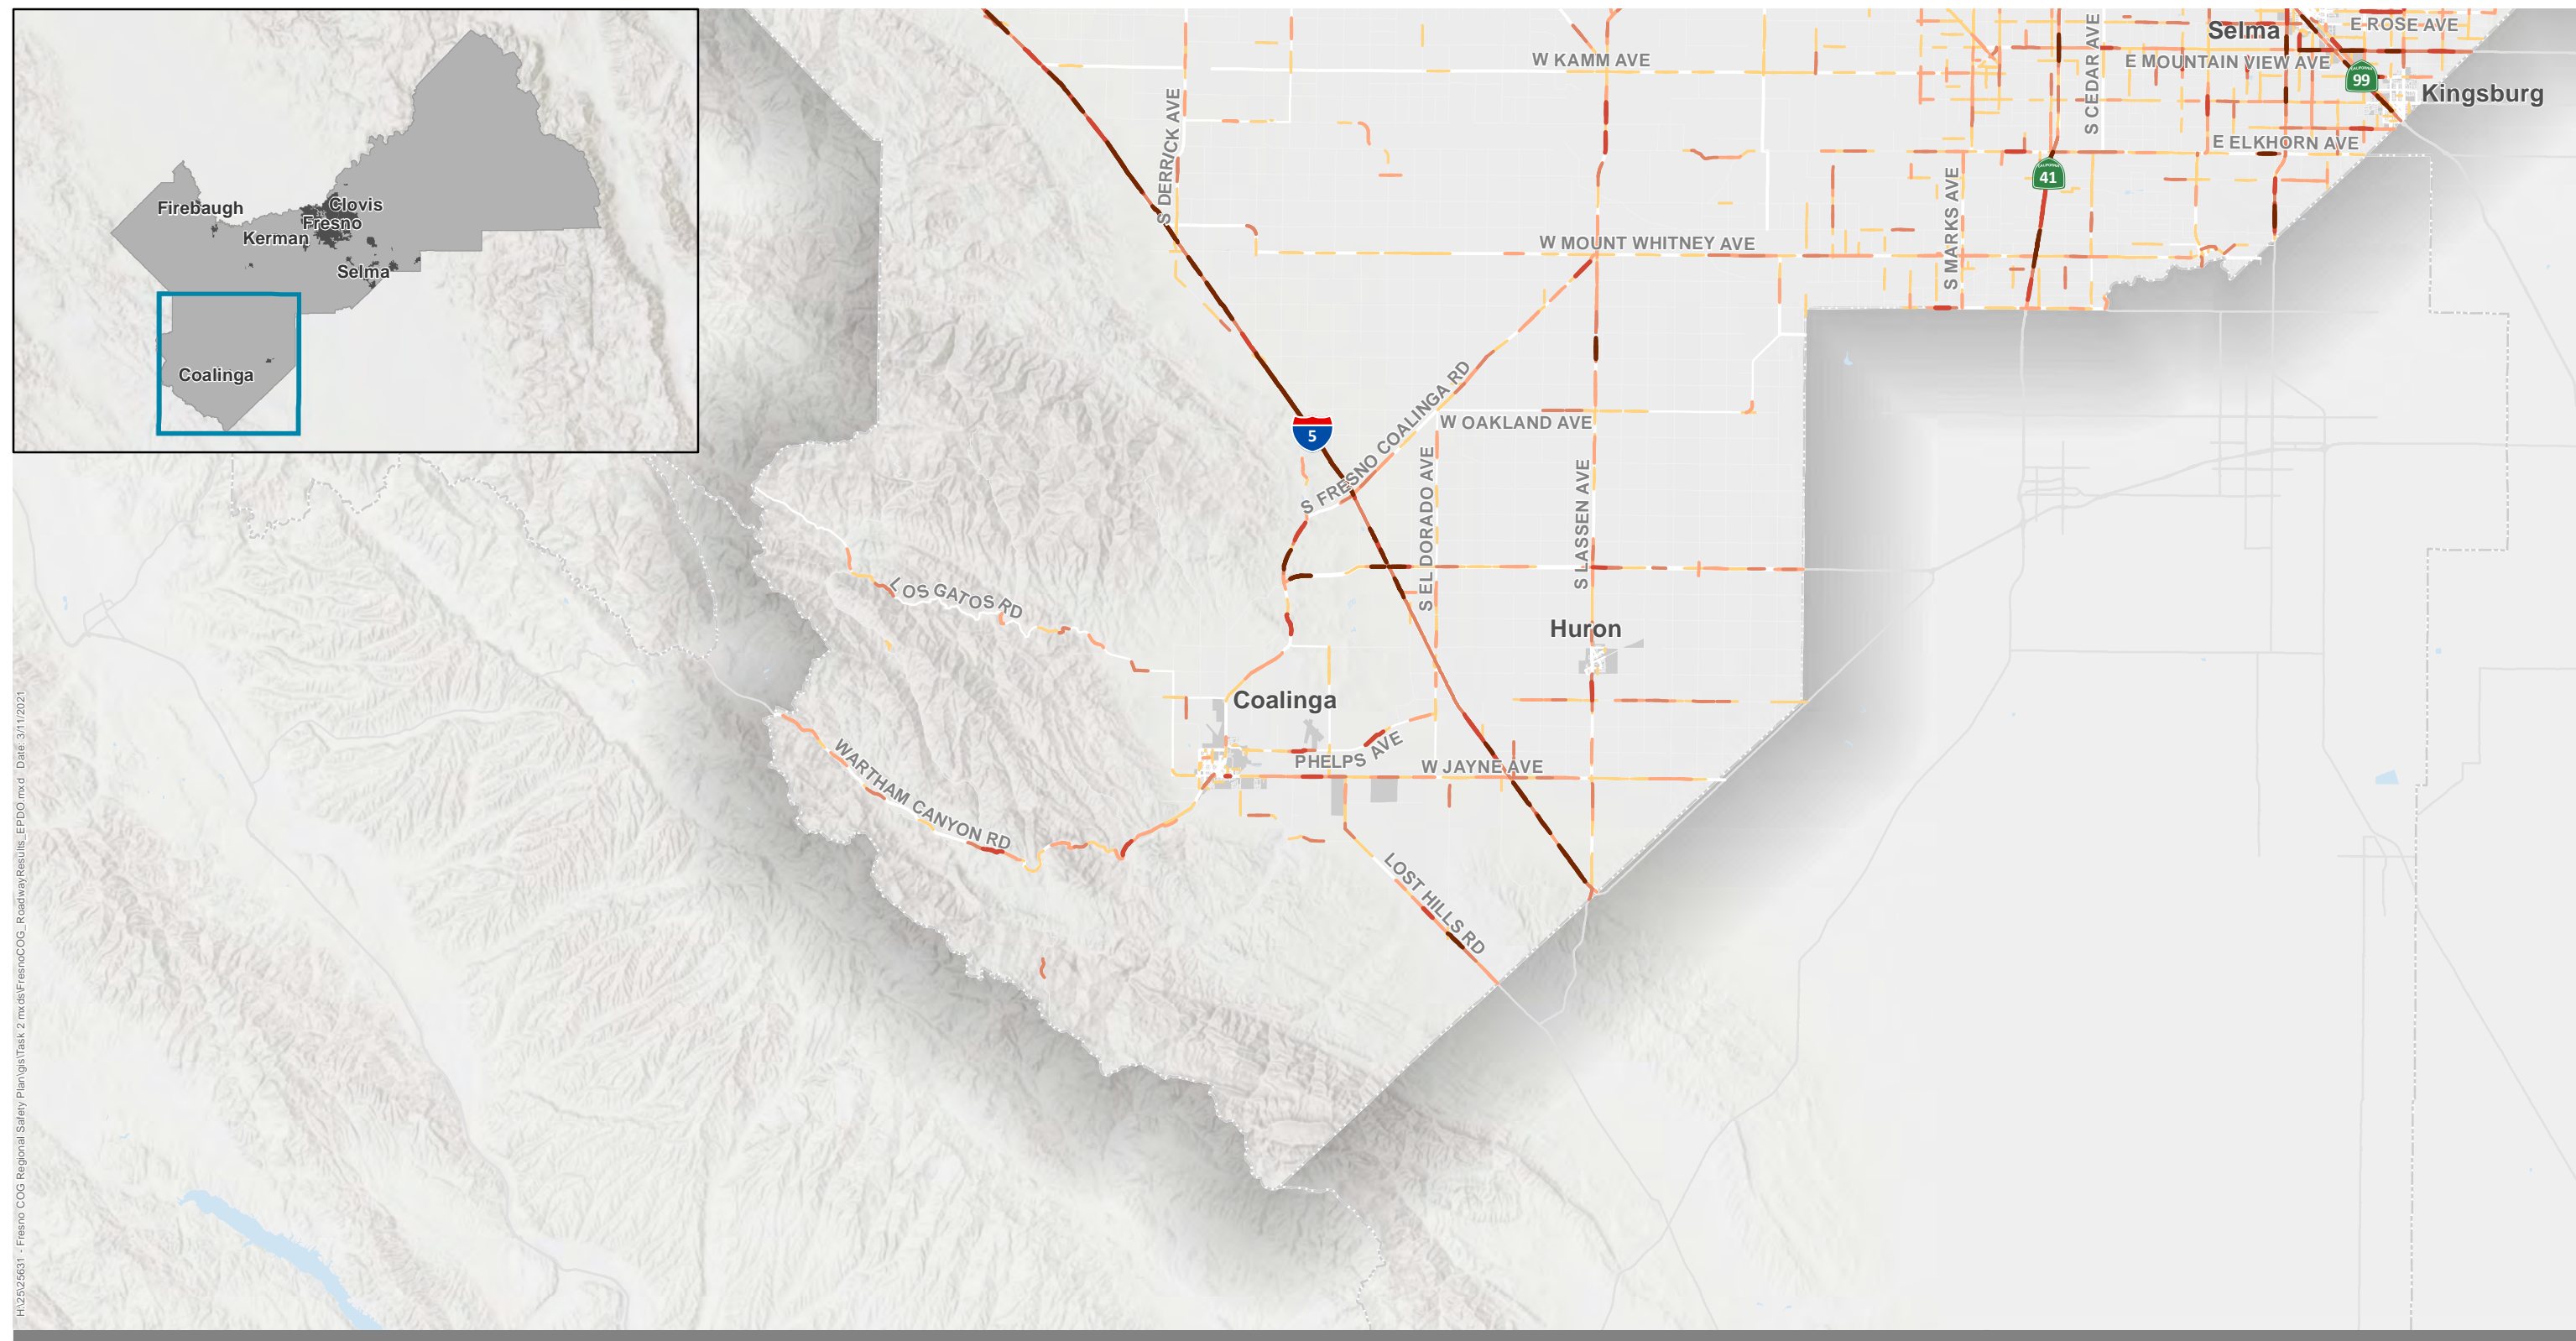 Firebaugh
Clovis
Fresno
Kerman
Selma
Coalinga
Selma
E ROSE AVE
W KAMM AVE
S CEDAR AVE
E MOUNTAIN VIEW AVE
CALIFORNIA
99
Kingsburg
S DERRICK AVE
E ELKHORN AVE
CALIFORNIA
41
S MARKS AVE
W MOUNT WHITNEY AVE
S FRESNO COALINGA RD
5
W OAKLAND AVE
S EL DORADO AVE
S LASSEN AVE
LOS GATOS RD
Huron
Coalinga
WARTHAM CANYON RD
PHELPS AVE
W JAYNE AVE
LOST HILLS RD
H:\25\25631 - Fresno COG Regional Safety Plan\gis\Task 2 mxds\FresnoCOG_RoadwayResults_EPDO.mxd Date: 3/11/2021